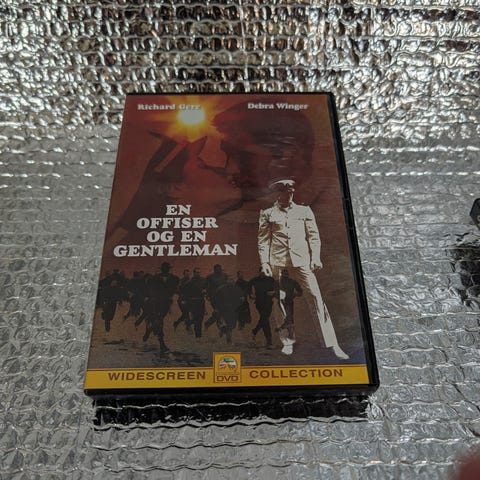 Richard Gere
Debra Winger
EN
OFFISER
OG EN
GENTLEMAN
WIDESCREEN DVD COLLECTION